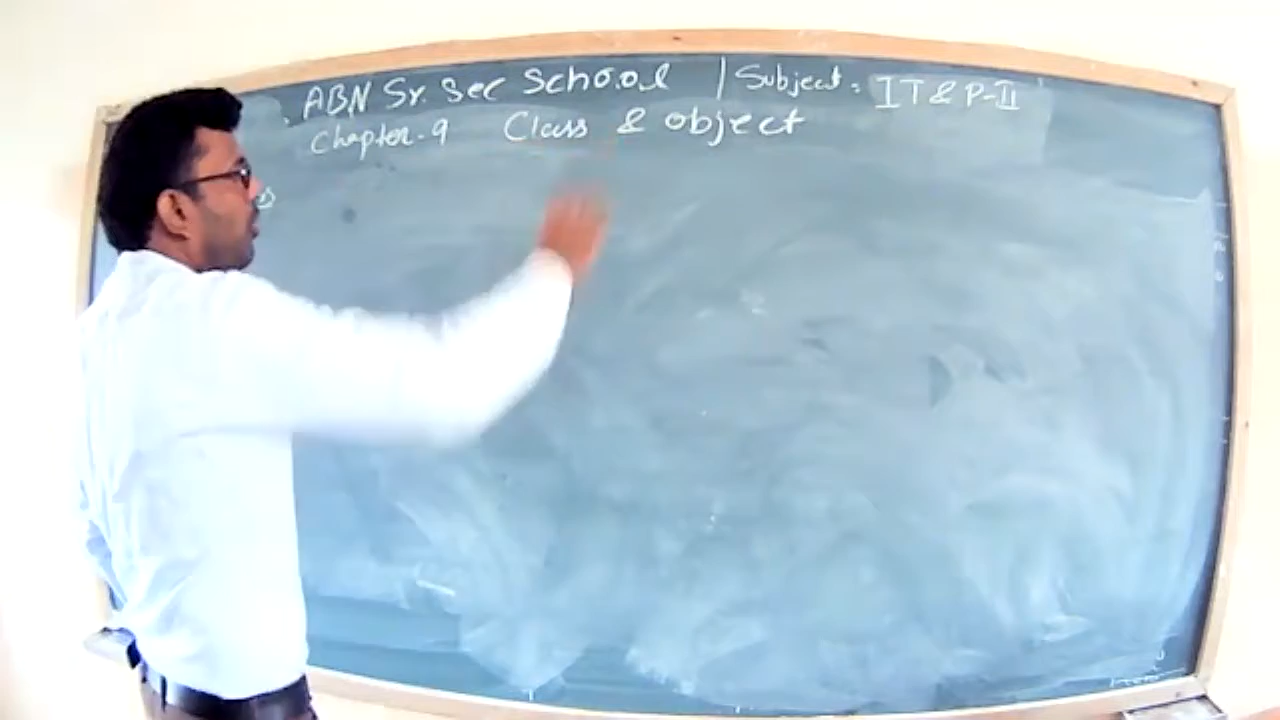 ABN Sr. Sec School | Subject : IT & P-II
Chapter-9 Class & object